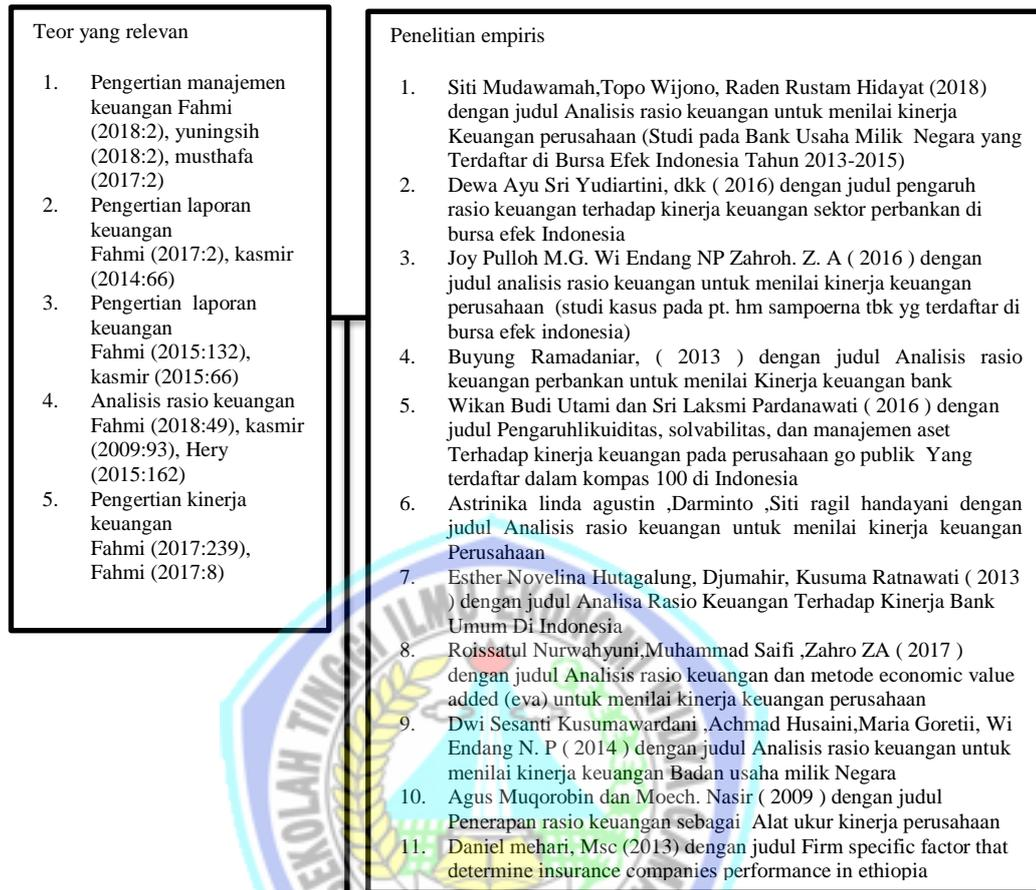 Teor yang relevan
1. Pengertian manajemen
keuangan Fahmi
(2018:2), yuningsih
(2018:2), musthafa
(2017:2)
2. Pengertian laporan
keuangan
Fahmi (2017:2), kasmir
(2014:66)
3. Pengertian laporan
keuangan
Fahmi (2015:132),
kasmir (2015:66)
4. Analisis rasio keuangan
Fahmi (2018:49), kasmir
(2009:93), Hery
(2015:162)
5. Pengertian kinerja
keuangan
Fahmi (2017:239),
Fahmi (2017:8)
Penelitian empiris
1. Siti Mudawamah,Topo Wijono, Raden Rustam Hidayat (2018)
dengan judul Analisis rasio keuangan untuk menilai kinerja
Keuangan perusahaan (Studi pada Bank Usaha Milik Negara yang
Terdaftar di Bursa Efek Indonesia Tahun 2013-2015)
2. Dewa Ayu Sri Yudiartini, dkk ( 2016) dengan judul pengaruh
rasio keuangan terhadap kinerja keuangan sektor perbankan di
bursa efek Indonesia
3. Joy Pulloh M.G. Wi Endang NP Zahroh. Z. A ( 2016 ) dengan
judul analisis rasio keuangan untuk menilai kinerja keuangan
perusahaan (studi kasus pada pt. hm sampoerna tbk yg terdaftar di
bursa efek indonesia)
4. Buyung Ramadaniar, ( 2013 ) dengan judul Analisis rasio
keuangan perbankan untuk menilai Kinerja keuangan bank
5. Wikan Budi Utami dan Sri Laksmi Pardanawati ( 2016 ) dengan
judul Pengaruhlikuiditas, solvabilitas, dan manajemen aset
Terhadap kinerja keuangan pada perusahaan go publik Yang
terdaftar dalam kompas 100 di Indonesia
6. Astrinika linda agustin ,Darminto ,Siti ragil handayani dengan
judul Analisis rasio keuangan untuk menilai kinerja keuangan
Perusahaan
7. Esther Novelina Hutagalung, Djumahir, Kusuma Ratnawati ( 2013
) dengan judul Analisa Rasio Keuangan Terhadap Kinerja Bank
Umum Di Indonesia
8. Roissatul Nurwahyuni,Muhammad Saifi ,Zahro ZA ( 2017 )
dengan judul Analisis rasio keuangan dan metode economic value
added (eva) untuk menilai kinerja keuangan perusahaan
9. Dwi Sesanti Kusumawardani ,Achmad Husaini,Maria Goretii, Wi
Endang N. P ( 2014 ) dengan judul Analisis rasio keuangan untuk
menilai kinerja keuangan Badan usaha milik Negara
10. Agus Muqorobin dan Moech. Nasir ( 2009 ) dengan judul
Penerapan rasio keuangan sebagai Alat ukur kinerja perusahaan
11. Daniel mehari, Msc (2013) dengan judul Firm specific factor that
determine insurance companies performance in ethiopia
EKOLAH TINGGI ILMU EKONOMI